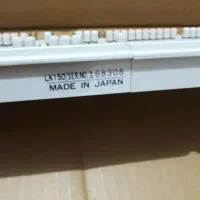 LK150 SER.NO. 168308
MADE IN JAPAN